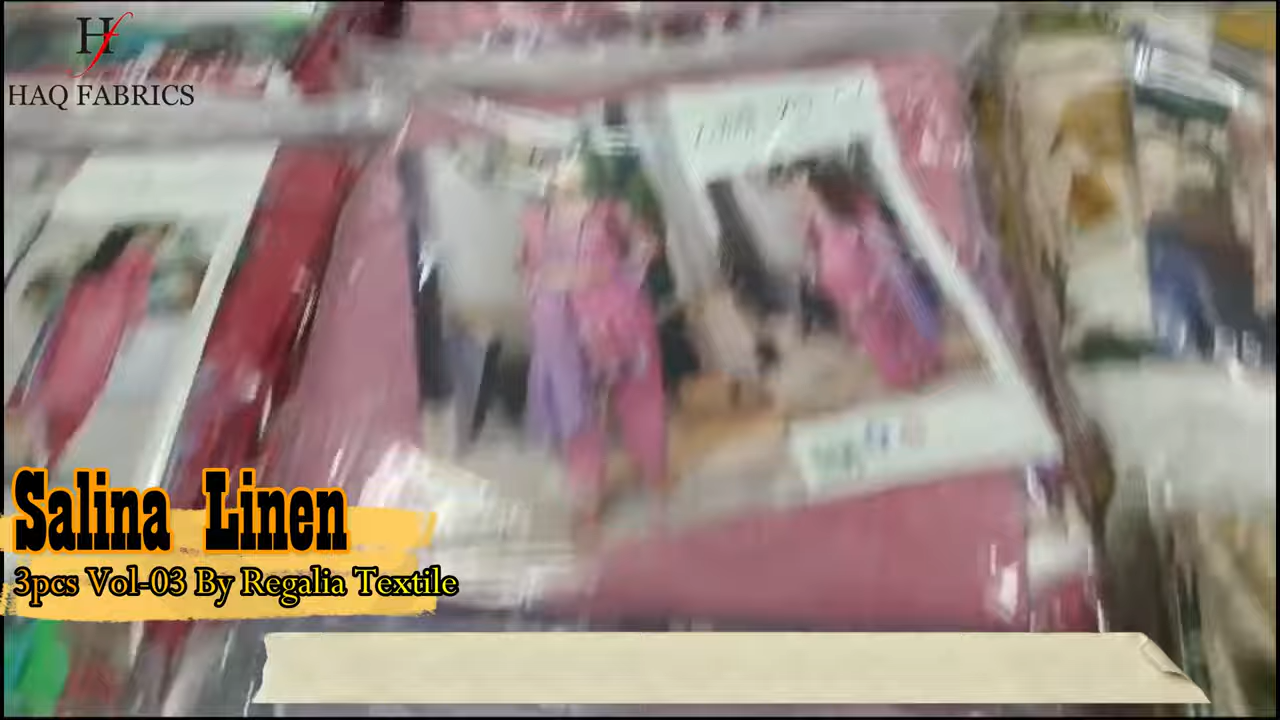 Hf
HAQ FABRICS
Salina Linen
3pcs Vol-03 By Regalia Textile